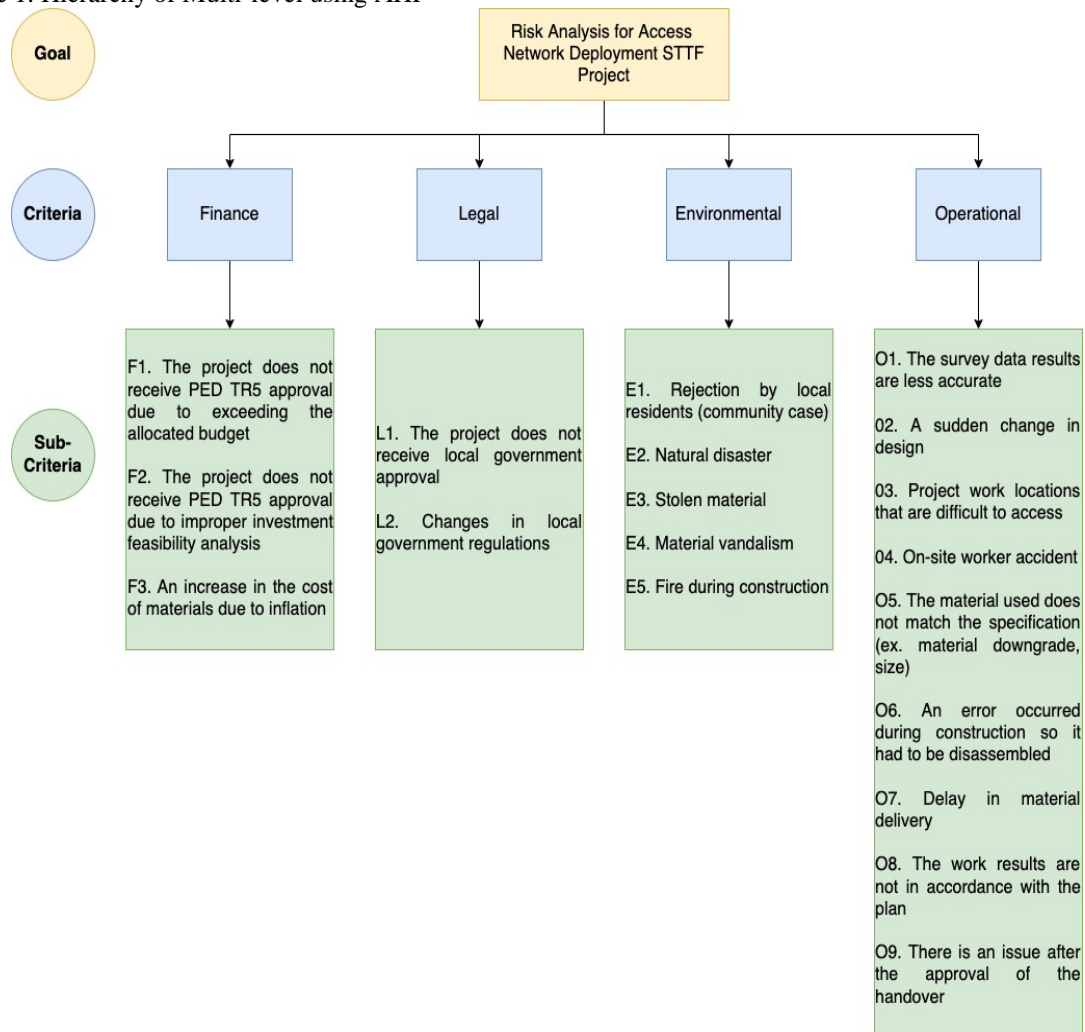 1. Hierarchy of Multi-level using AHP
Goal
Risk Analysis for Access
Network Deployment STTF
Project
Criteria
Finance
Legal
Environmental
Operational
Sub-
Criteria
F1. The project does not
receive PED TR5 approval
due to exceeding the
allocated budget
F2. The project does not
receive PED TR5 approval
due to improper investment
feasibility analysis
F3. An increase in the cost
of materials due to inflation
L1. The project does not
receive local government
approval
L2. Changes in local
government regulations
E1. Rejection by local
residents (community case)
E2. Natural disaster
E3. Stolen material
E4. Material vandalism
E5. Fire during construction
O1. The survey data results
are less accurate
02. A sudden change in
design
03. Project work locations
that are difficult to access
04. On-site worker accident
O5. The material used does
not match the specification
(ex. material downgrade,
size)
O6. An error occurred
during construction so it
had to be disassembled
O7. Delay in material
delivery
O8. The work results are
not in accordance with the
plan
O9. There is an issue after
the approval of the
handover